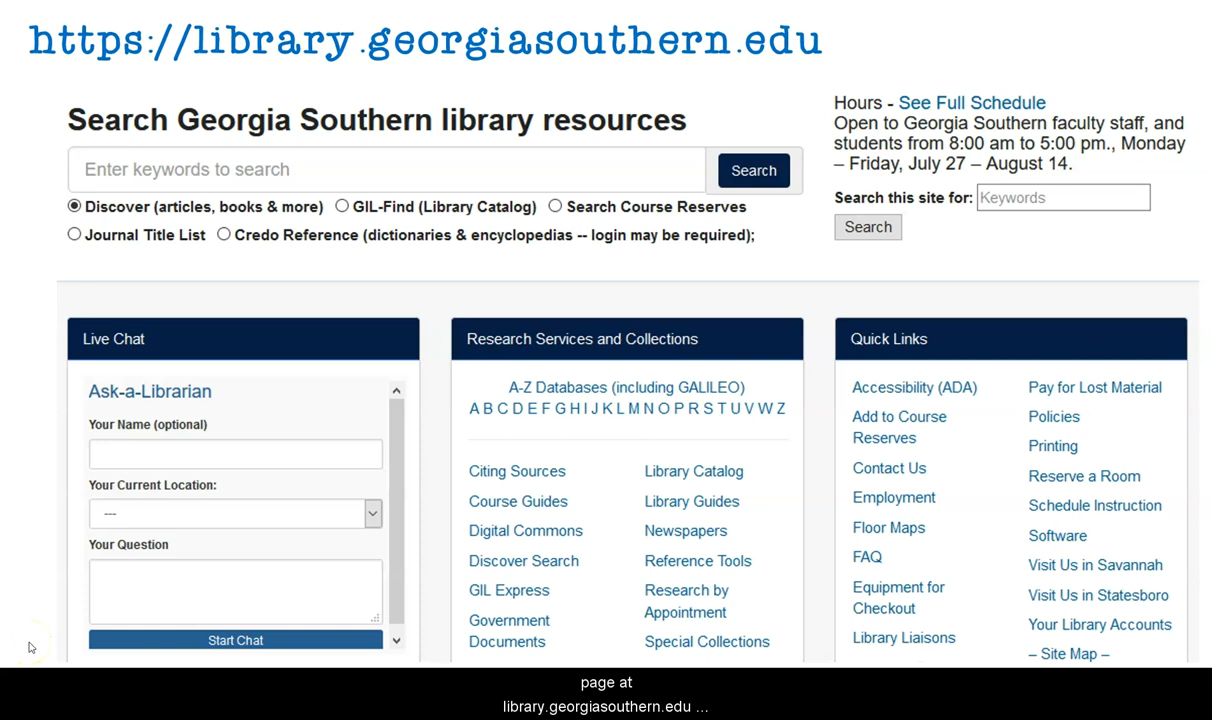 https://library.georgiasouthern.edu
Search Georgia Southern library resources
Enter keywords to search
Search
Discover (articles, books & more)
GIL-Find (Library Catalog)
Search Course Reserves
Journal Title List
Credo Reference (dictionaries & encyclopedias -- login may be required);
Hours - See Full Schedule
Open to Georgia Southern faculty staff, and
students from 8:00 am to 5:00 pm., Monday
– Friday, July 27 – August 14.
Search this site for:
Keywords
Search
Live Chat
Ask-a-Librarian
Your Name (optional)
Your Current Location:
---
Your Question
Start Chat
Research Services and Collections
A-Z Databases (including GALILEO)
A B C D E F G H I J K L M N O P R S T U V W Z
Citing Sources
Course Guides
Digital Commons
Discover Search
GIL Express
Government
Documents
Library Catalog
Library Guides
Newspapers
Reference Tools
Research by
Appointment
Special Collections
Quick Links
Accessibility (ADA)
Add to Course
Reserves
Contact Us
Employment
Floor Maps
FAQ
Equipment for
Checkout
Library Liaisons
Pay for Lost Material
Policies
Printing
Reserve a Room
Schedule Instruction
Software
Visit Us in Savannah
Visit Us in Statesboro
Your Library Accounts
– Site Map –
page at
library.georgiasouthern.edu ...